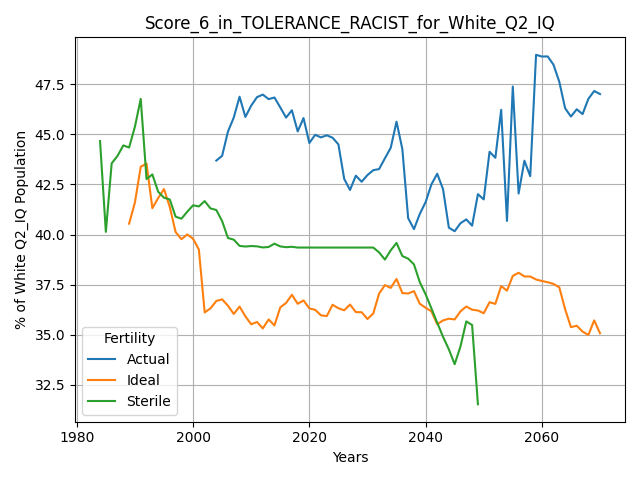 Score_6_in_TOLERANCE_RACIST_for_White_Q2_IQ
% of White Q2_IQ Population
47.5
45.0
42.5
40.0
37.5
35.0
32.5
Fertility
Actual
Ideal
Sterile
1980
2000
2020
2040
2060
Years